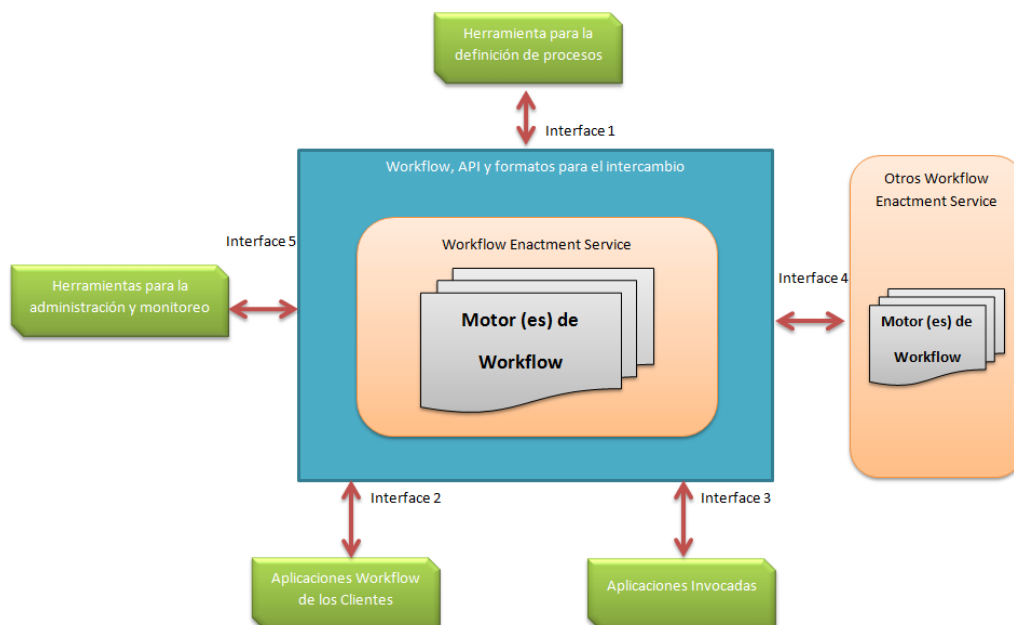 Herramienta para la
definición de procesos
Interface 1
Workflow, API y formatos para el intercambio
Otros Workflow
Enactment Service
Interface 5
Workflow Enactment Service
Interface 4
Herramientas para la
administración y monitoreo
Motor (es) de
Workflow
Motor (es) de
Workflow
Interface 2
Interface 3
Aplicaciones Workflow
de los Clientes
Aplicaciones Invocadas